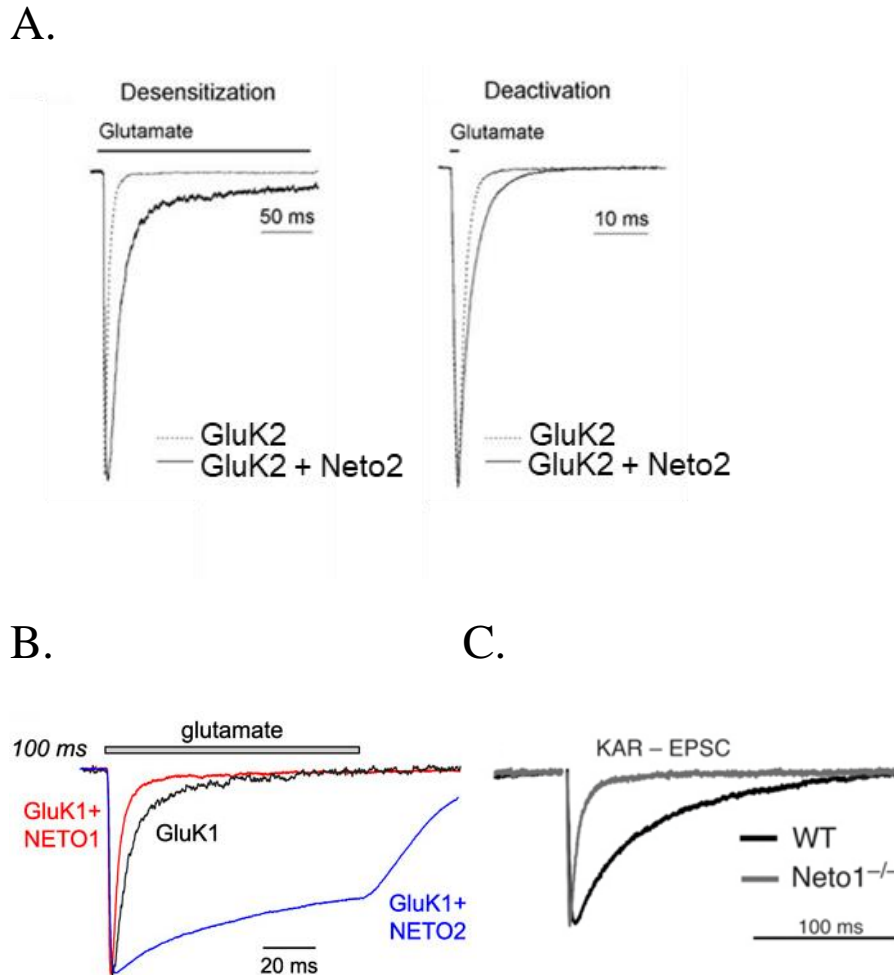 A.
Desensitization
Glutamate
50 ms
GluK2
GluK2 + Neto2
Deactivation
Glutamate
10 ms
GluK2
GluK2 + Neto2
B.
100 ms
glutamate
GluK1+
NETO1
GluK1
GluK1+
NETO2
20 ms
C.
KAR – EPSC
WT
Neto1⁻/⁻
100 ms